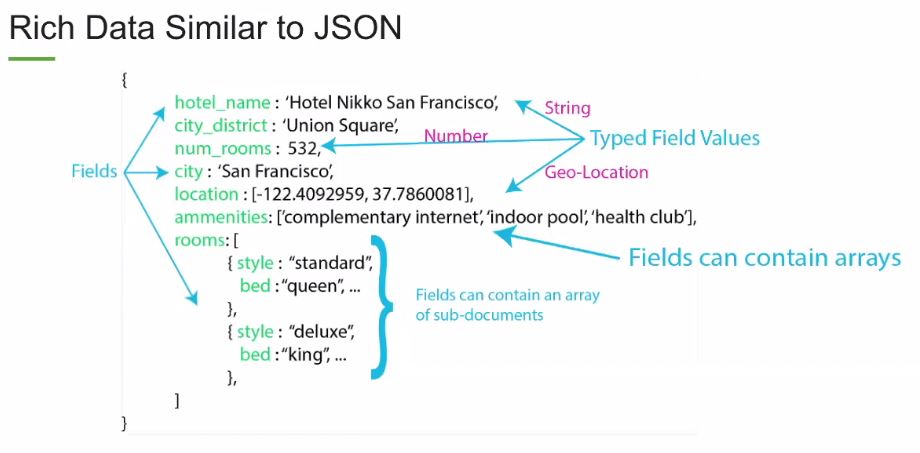 Rich Data Similar to JSON
{
hotel_name : ‘Hotel Nikko San Francisco’,
String
city_district : ‘Union Square’,
Number
Typed Field Values
num_rooms : 532,
Fields
city : ‘San Francisco’,
Geo-Location
location : [-122.4092959, 37.7860081],
ammenities: [‘complementary internet’, ‘indoor pool’, ‘health club’],
rooms: [
Fields can contain arrays
{ style : “standard”,
bed : “queen”, ...
Fields can contain an array
of sub-documents
},
{ style : “deluxe”,
bed : “king”, ...
},
]
}